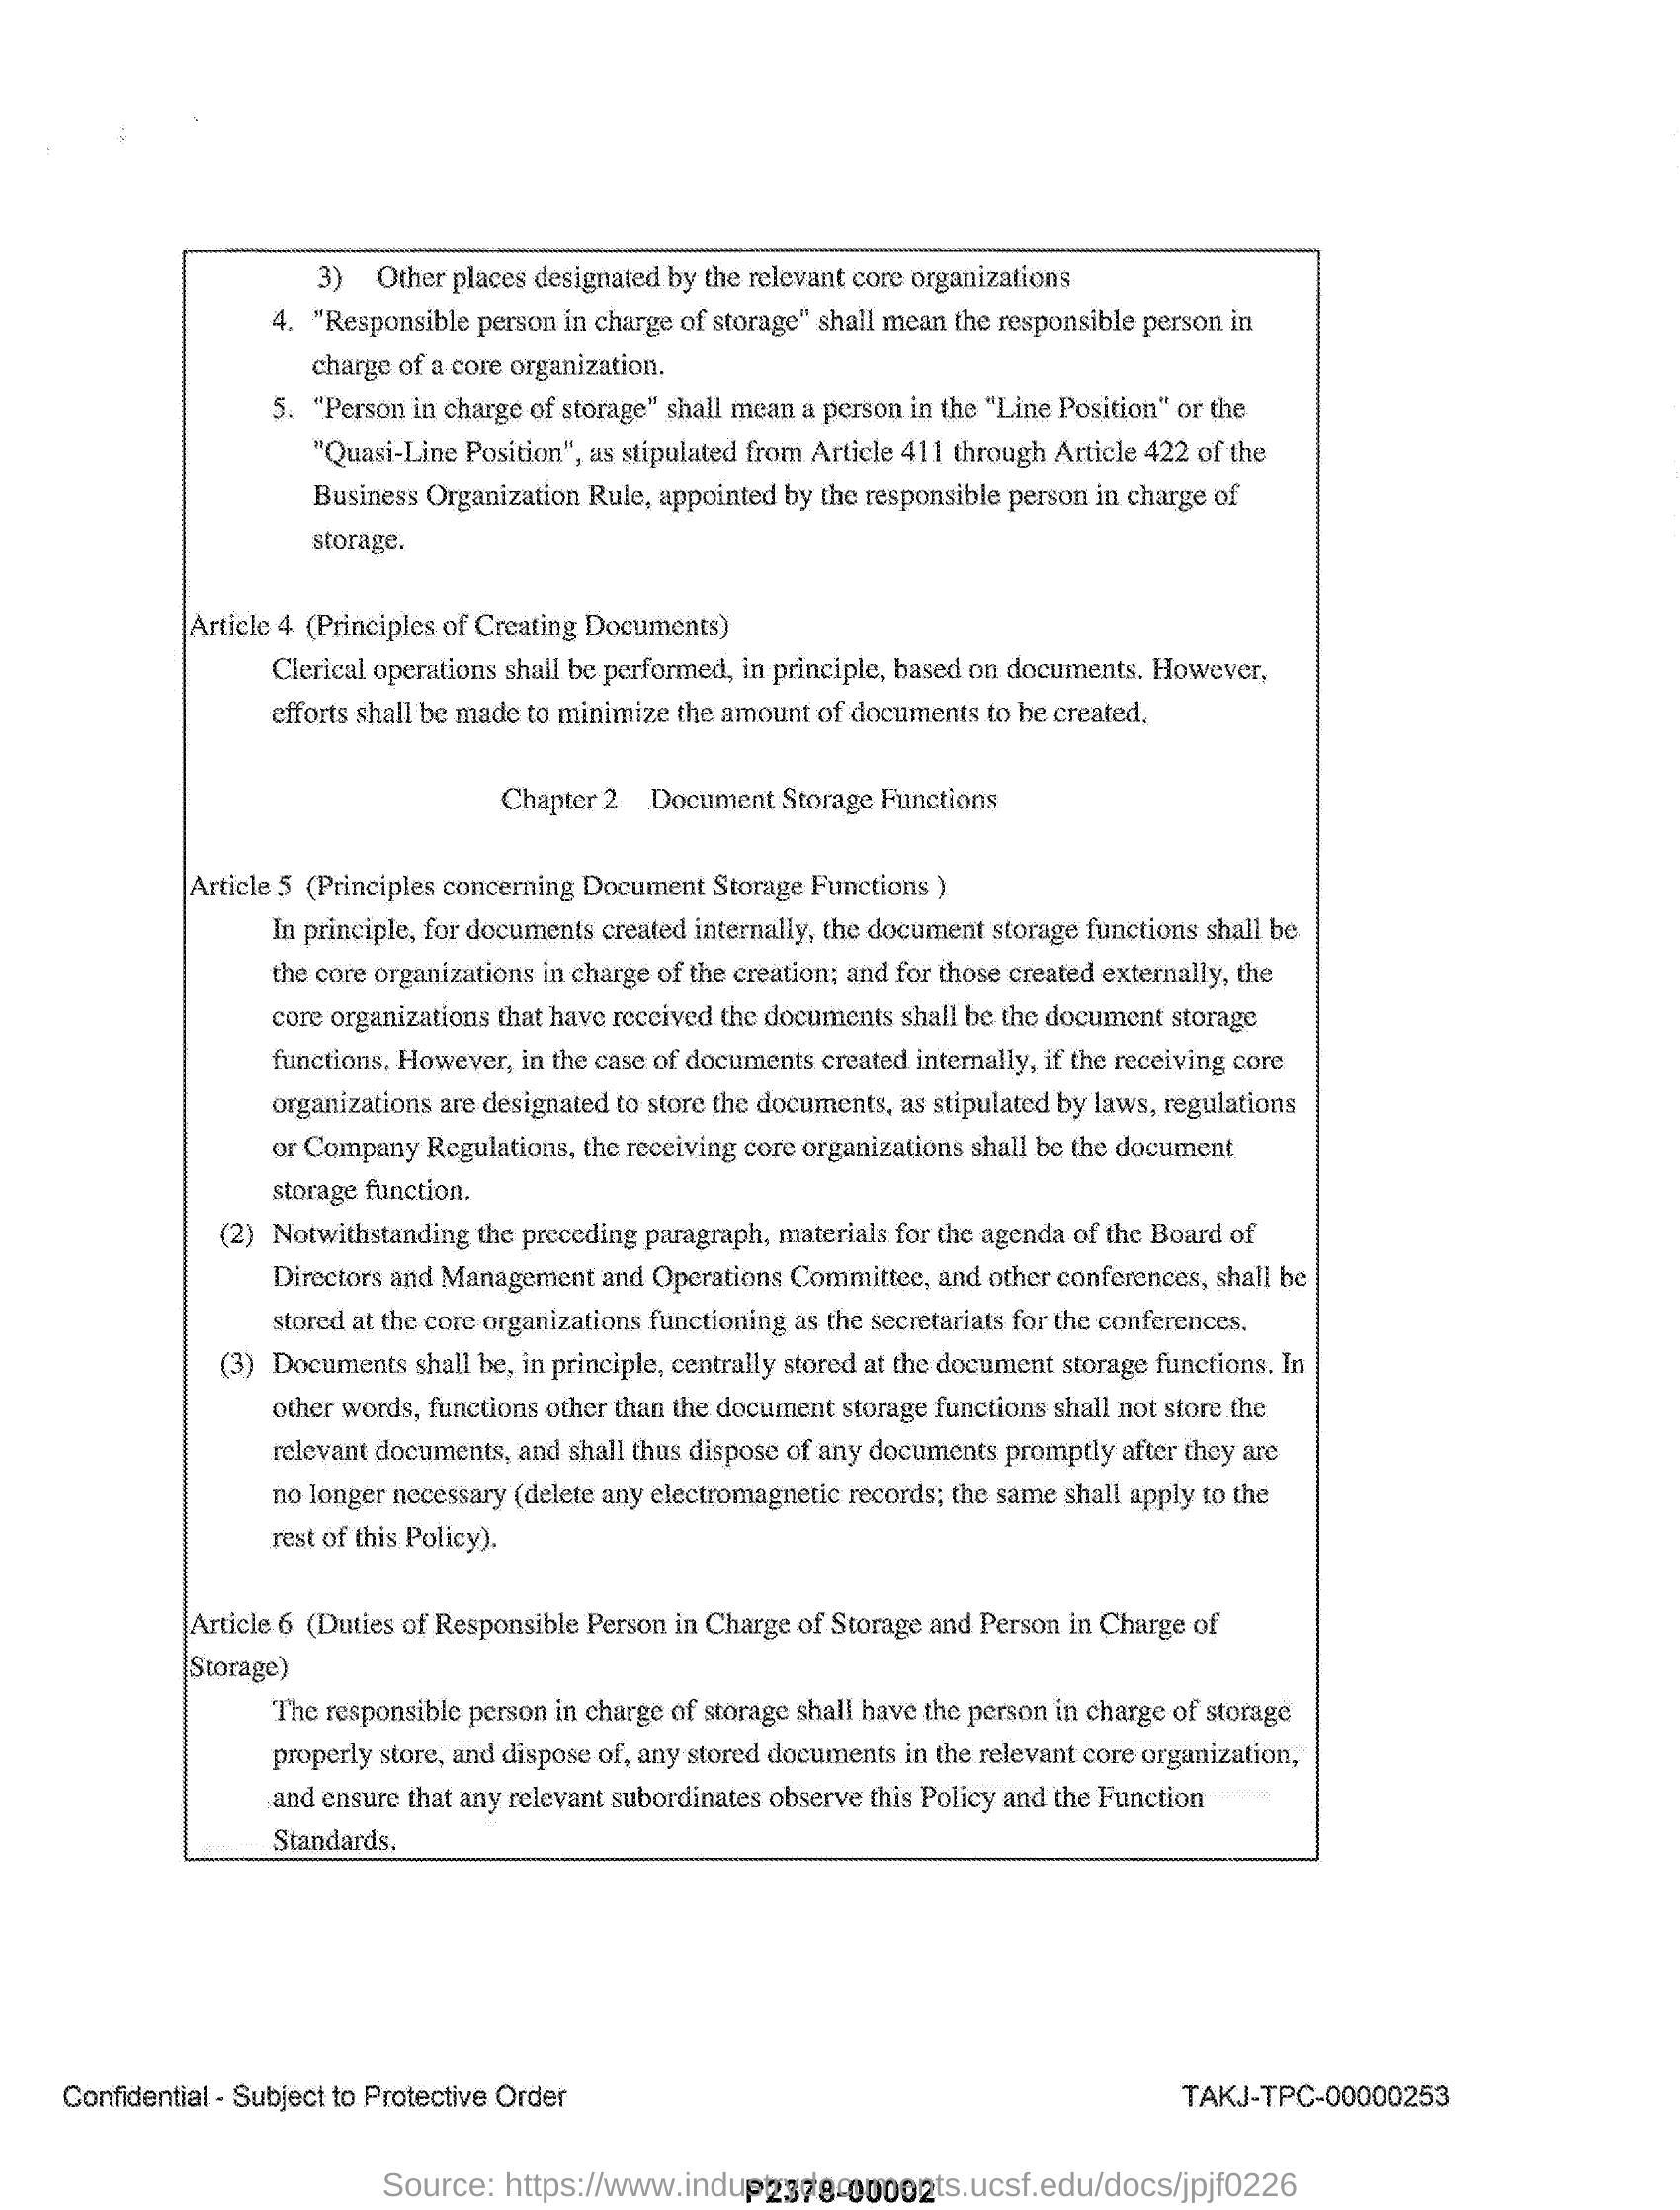 3) Other places designated by the relevant core organizations
4. "Responsible person in charge of storage" shall mean the responsible person in
charge of a core organization.
5. "Person in charge of storage" shall mean a person in the "Line Position" or the
"Quasi-Line Position", as stipulated from Article 411 through Article 422 of the
Business Organization Rule, appointed by the responsible person in charge of
storage.
Article 4 (Principles of Creating Documents)
Clerical operations shall be performed, in principle, based on documents. However,
efforts shall be made to minimize the amount of documents to be created.
Chapter 2 Document Storage Functions
Article 5 (Principles concerning Document Storage Functions )
In principle, for documents created internally, the document storage functions shall be
the core organizations in charge of the creation; and for those created externally, the
core organizations that have received the documents shall be the document storage
functions. However, in the case of documents created internally, if the receiving core
organizations are designated to store the documents, as stipulated by laws, regulations
or Company Regulations, the receiving core organizations shall be the document
storage function.
(2) Notwithstanding the preceding paragraph, materials for the agenda of the Board of
Directors and Management and Operations Committee, and other conferences, shall be
stored at the core organizations functioning as the secretariats for the conferences.
(3) Documents shall be, in principle, centrally stored at the document storage functions. In
other words, functions other than the document storage functions shall not store the
relevant documents, and shall thus dispose of any documents promptly after they are
no longer necessary (delete any electromagnetic records; the same shall apply to the
rest of this Policy).
Article 6 (Duties of Responsible Person in Charge of Storage and Person in Charge of
Storage)
The responsible person in charge of storage shall have the person in charge of storage
properly store, and dispose of, any stored documents in the relevant core organization,
and ensure that any relevant subordinates observe this Policy and the Function
Standards.
Confidential - Subject to Protective Order
TAKJ-TPC-00000253
Source: https://www.industrydocuments.ucsf.edu/docs/jpjf0226
P2378-00002